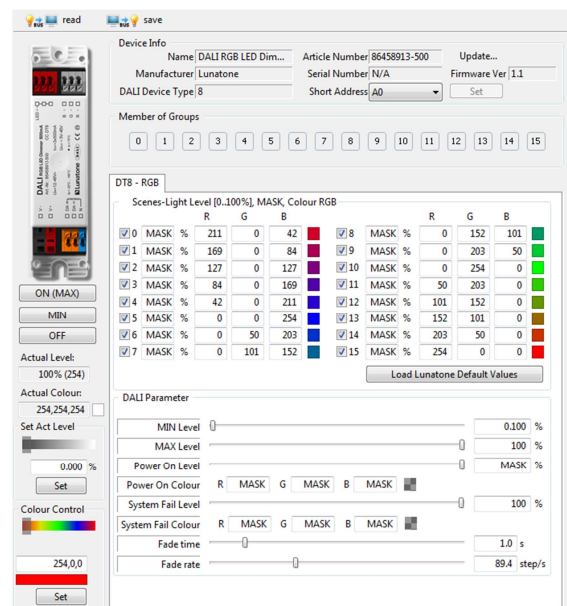 read save
Device Info
Name DALI RGB LED Dim... Article Number 86458913-500 Update...
Manufacturer Lunatone Serial Number N/A Firmware Ver 1.1
DALI Device Type 8 Short Address A0 Set
Member of Groups
0 1 2 3 4 5 6 7 8 9 10 11 12 13 14 15
DT8 - RGB
Scenes-Light Level [0..100%], MASK, Colour RGB
R G B R G B
0 MASK % 211 0 42 8 MASK % 0 152 101
1 MASK % 169 0 84 9 MASK % 0 203 50
2 MASK % 127 0 127 10 MASK % 0 254 0
3 MASK % 84 0 169 11 MASK % 50 203 0
4 MASK % 42 0 211 12 MASK % 101 152 0
5 MASK % 0 0 254 13 MASK % 152 101 0
6 MASK % 0 50 203 14 MASK % 203 50 0
7 MASK % 0 101 152 15 MASK % 254 0 0
Load Lunatone Default Values
DALI Parameter
MIN Level 0.100 %
MAX Level 100 %
Power On Level MASK %
Power On Colour R MASK G MASK B MASK
System Fail Level 100 %
System Fail Colour R MASK G MASK B MASK
Fade time 1.0 s
Fade rate 89.4 step/s
DALI
RGB LED Dimmer
Lunatone
ON (MAX)
MIN
OFF
Actual Level:
100% (254)
Actual Colour:
254,254,254
Set Act Level
0.000 %
Set
Colour Control
254,0,0
Set